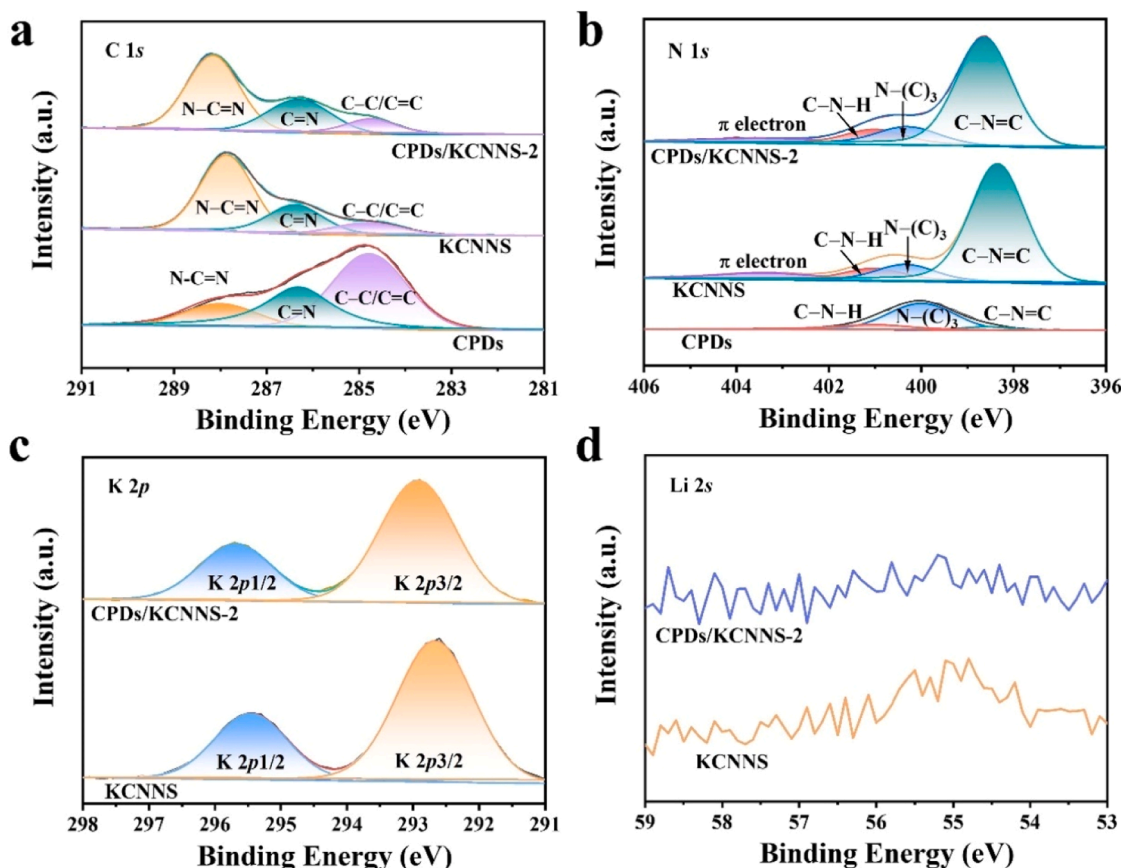 a
C 1s
N–C=N
C=N
C–C/C=C
CPDs/KCNNS-2
N–C=N
C=N
C–C/C=C
KCNNS
N-C=N
C=N
C–C/C=C
CPDs
291 289 287 285 283 281
Binding Energy (eV)
Intensity (a.u.)
b
N 1s
π electron
C–N–H
N–(C)3
C–N=C
CPDs/KCNNS-2
π electron
C–N–H
N–(C)3
C–N=C
KCNNS
C–N–H
N–(C)3
C–N=C
CPDs
406 404 402 400 398 396
Binding Energy (eV)
Intensity (a.u.)
c
K 2p
K 2p1/2
K 2p3/2
CPDs/KCNNS-2
K 2p1/2
K 2p3/2
KCNNS
298 297 296 295 294 293 292 291
Binding Energy (eV)
Intensity (a.u.)
d
Li 2s
CPDs/KCNNS-2
KCNNS
59 58 57 56 55 54 53
Binding Energy (eV)
Intensity (a.u.)